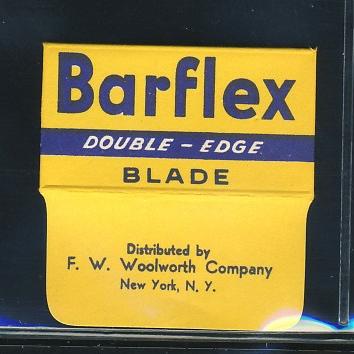 Barflex
DOUBLE - EDGE
BLADE
Distributed by
F. W. Woolworth Company
New York, N. Y.